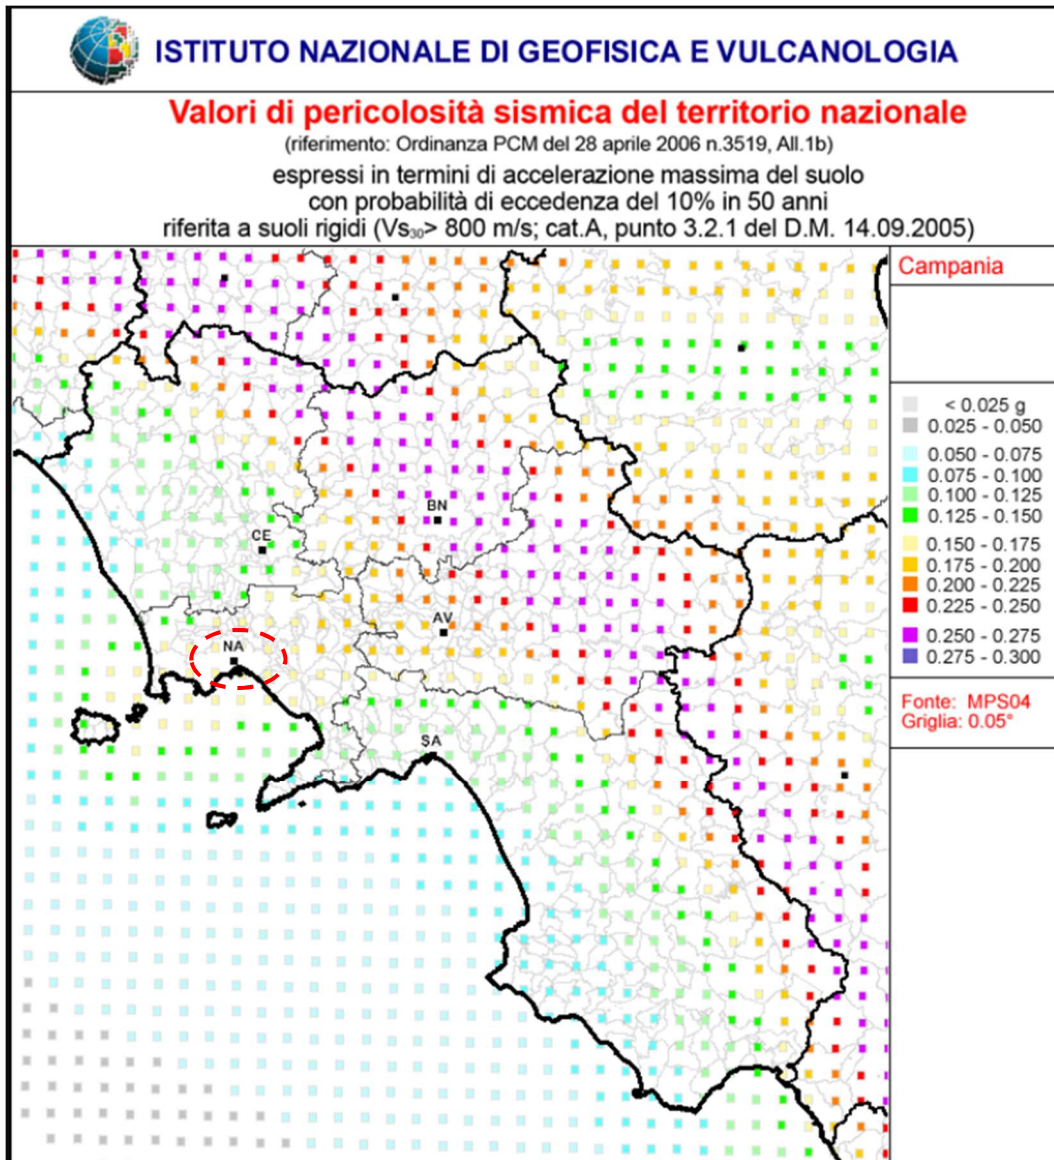 ISTITUTO NAZIONALE DI GEOFISICA E VULCANOLOGIA
Valori di pericolosità sismica del territorio nazionale
(riferimento: Ordinanza PCM del 28 aprile 2006 n.3519, All.1b)
espressi in termini di accelerazione massima del suolo
con probabilità di eccedenza del 10% in 50 anni
riferita a suoli rigidi (Vs₃₀> 800 m/s; cat.A, punto 3.2.1 del D.M. 14.09.2005)
Campania
< 0.025 g
0.025 - 0.050
0.050 - 0.075
0.075 - 0.100
0.100 - 0.125
0.125 - 0.150
0.150 - 0.175
0.175 - 0.200
0.200 - 0.225
0.225 - 0.250
0.250 - 0.275
0.275 - 0.300
Fonte: MPS04
Griglia: 0.05°
BN
CE
AV
NA
SA